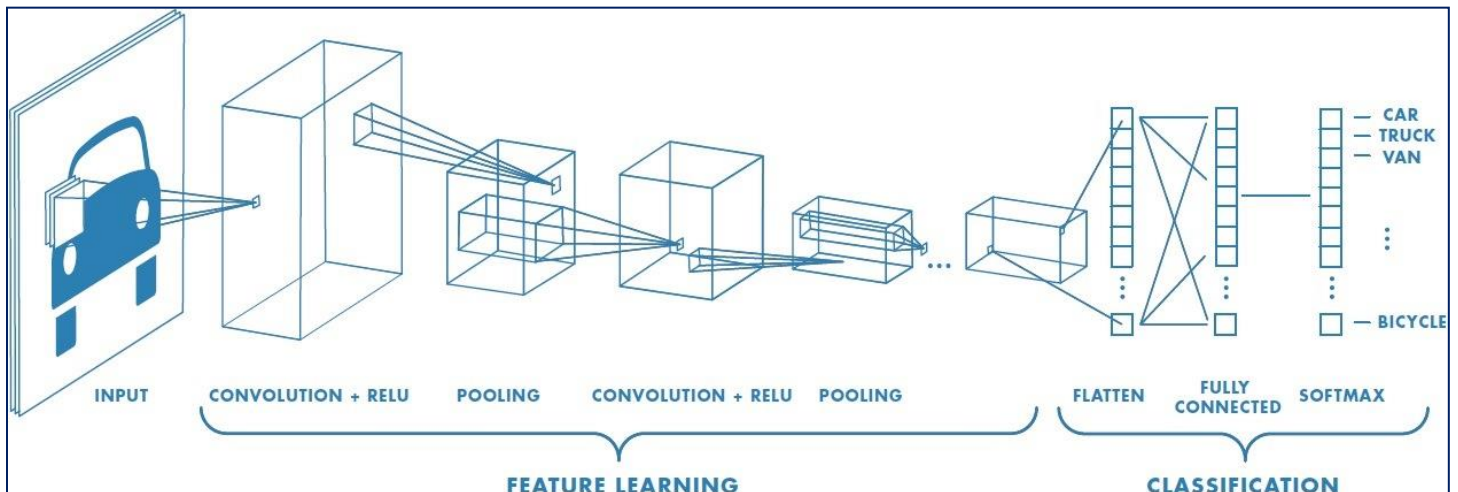 CAR
TRUCK
VAN
BICYCLE
INPUT
CONVOLUTION + RELU
POOLING
CONVOLUTION + RELU
POOLING
FLATTEN
FULLY
CONNECTED
SOFTMAX
FEATURE LEARNING
CLASSIFICATION